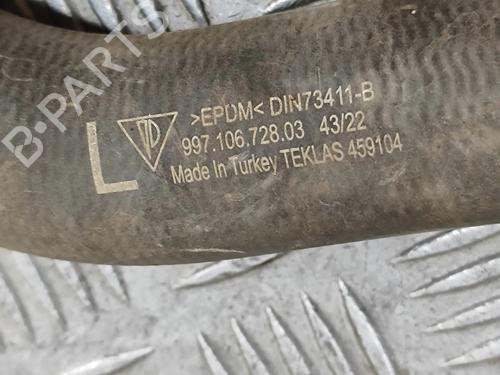 B-PARTS
>EPDM< DIN73411-B
L
997.106.728.03 43/22
Made In Turkey TEKLAS 459104